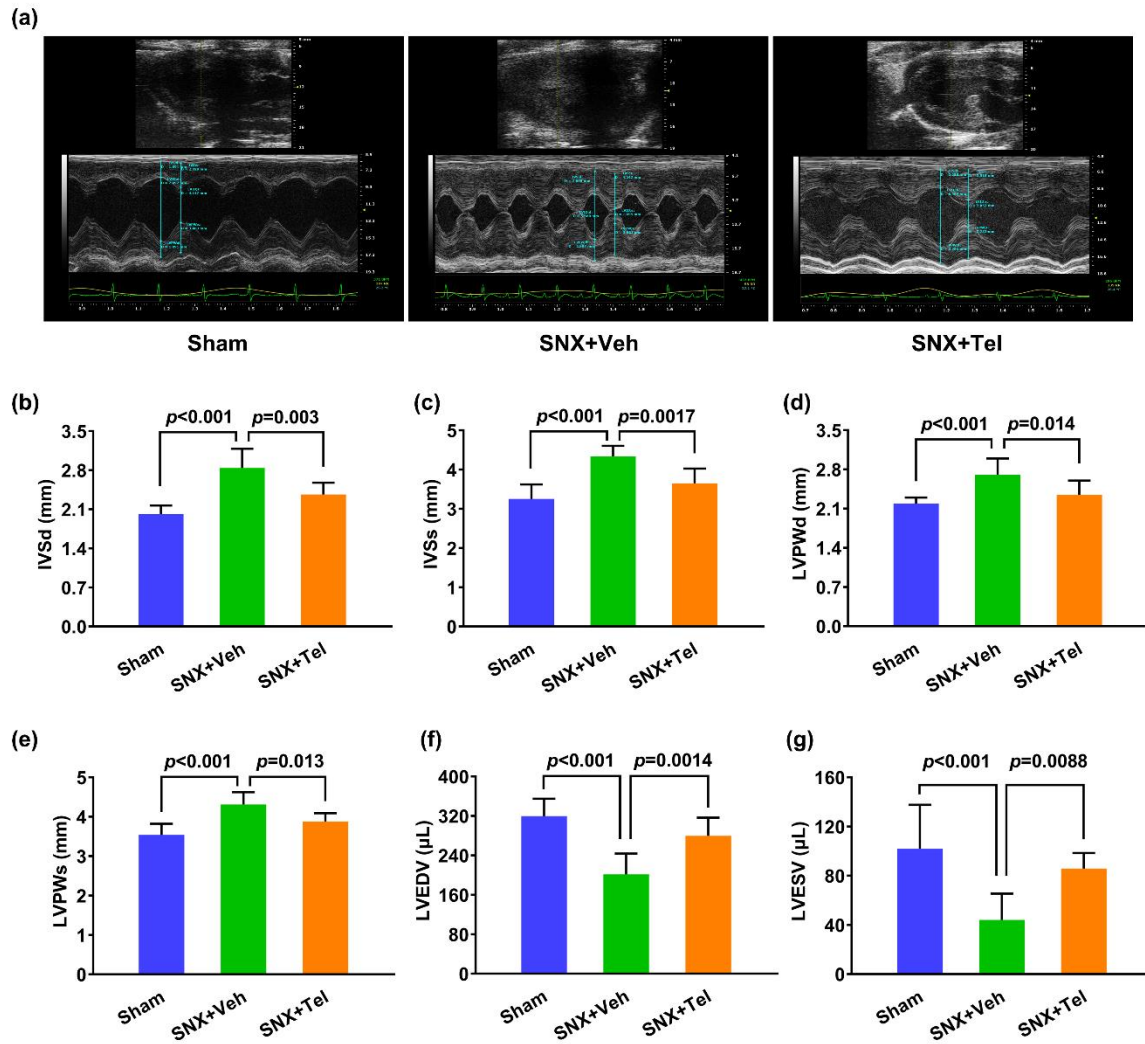 (a)
Sham
SNX+Veh
SNX+Tel
(b)
p<0.001
p=0.003
3.5
2.8
2.1
1.4
0.7
0.0
IVSd (mm)
Sham
SNX+Veh
SNX+Tel
(c)
p<0.001
p=0.0017
5
4
3
2
1
0
IVSs (mm)
Sham
SNX+Veh
SNX+Tel
(d)
p<0.001
p=0.014
3.5
2.8
2.1
1.4
0.7
0.0
LVPWd (mm)
Sham
SNX+Veh
SNX+Tel
(e)
p<0.001
p=0.013
5
4
3
2
1
0
LVPWs (mm)
Sham
SNX+Veh
SNX+Tel
(f)
p<0.001
p=0.0014
400
320
240
160
80
0
LVEDV (μL)
Sham
SNX+Veh
SNX+Tel
(g)
p<0.001
p=0.0088
160
120
80
40
0
LVESV (μL)
Sham
SNX+Veh
SNX+Tel